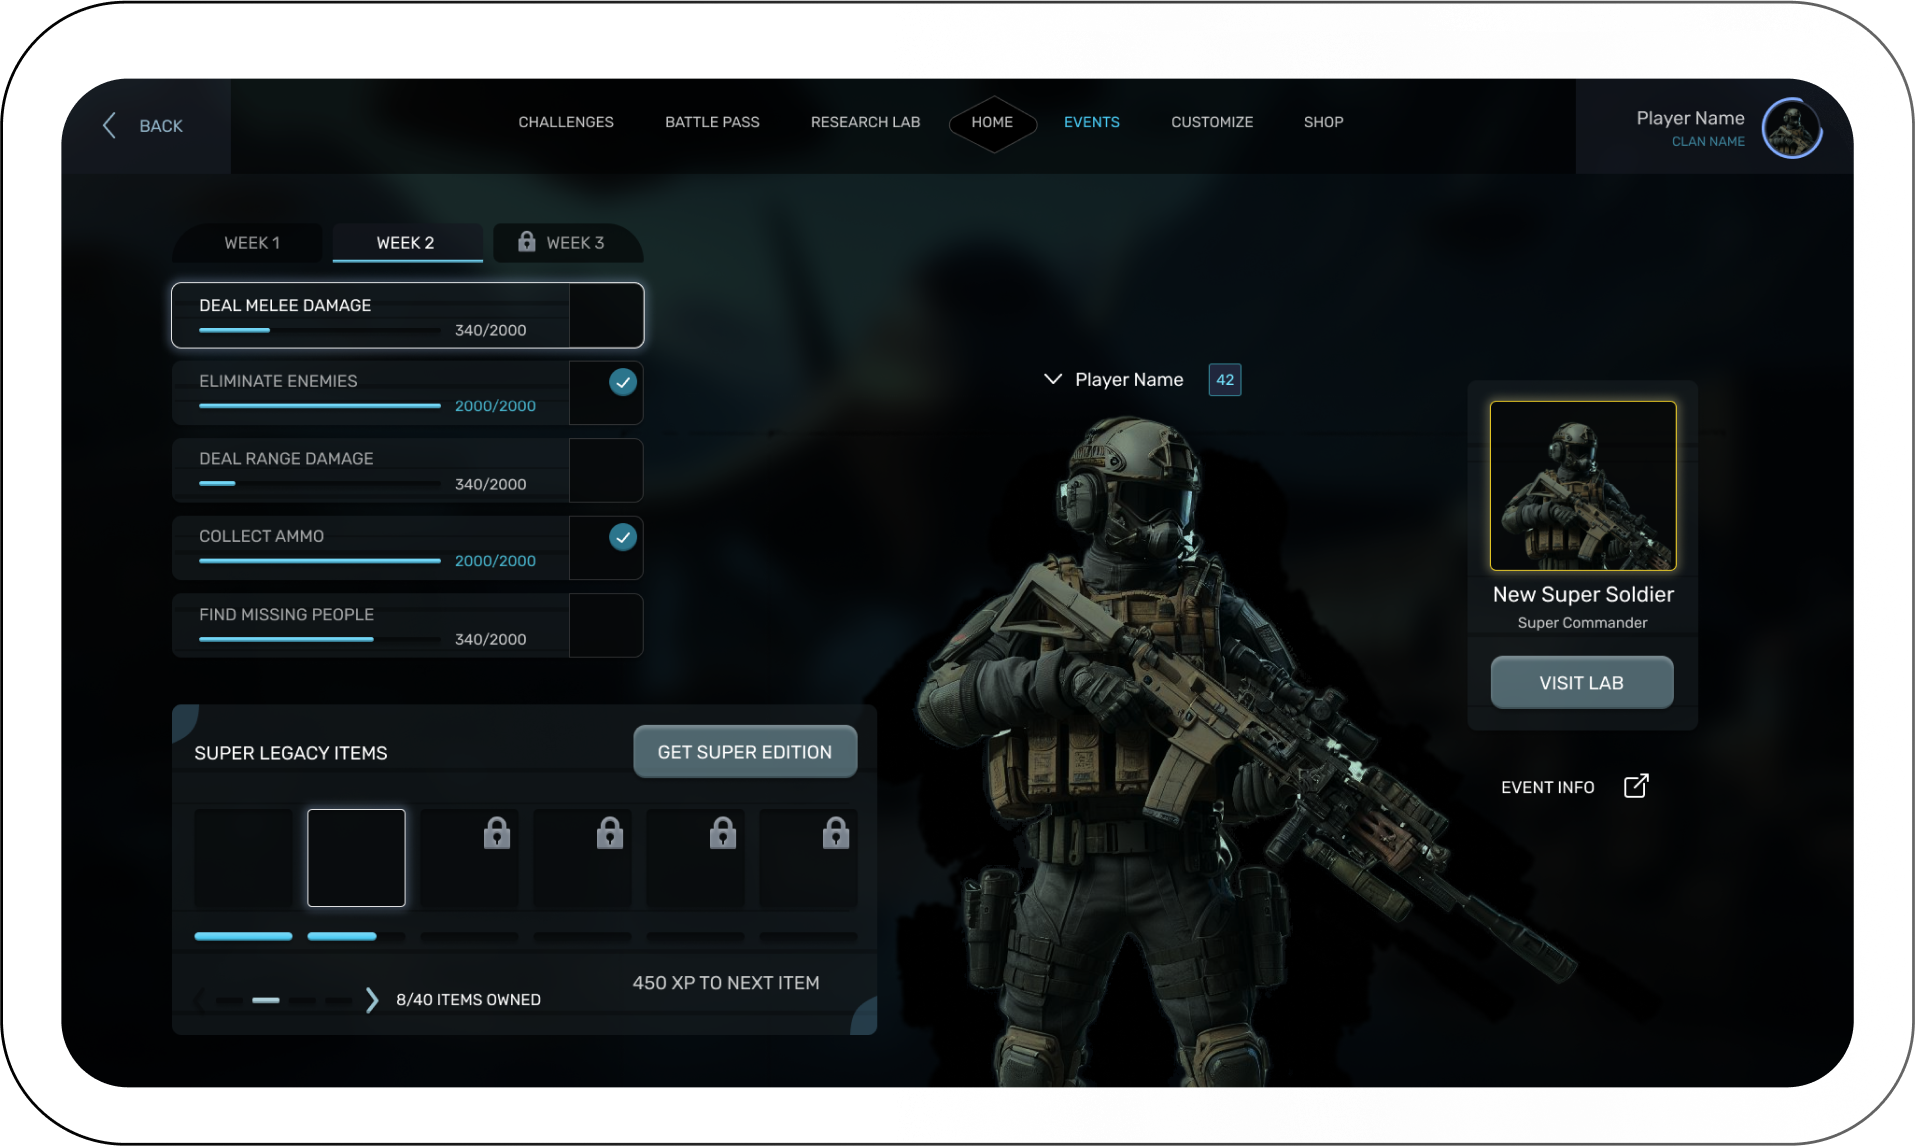 BACK
CHALLENGES
BATTLE PASS
RESEARCH LAB
HOME
EVENTS
CUSTOMIZE
SHOP
Player Name
CLAN NAME
WEEK 1
WEEK 2
WEEK 3
DEAL MELEE DAMAGE
340/2000
ELIMINATE ENEMIES
2000/2000
DEAL RANGE DAMAGE
340/2000
COLLECT AMMO
2000/2000
FIND MISSING PEOPLE
340/2000
SUPER LEGACY ITEMS
GET SUPER EDITION
8/40 ITEMS OWNED
450 XP TO NEXT ITEM
Player Name
42
New Super Soldier
Super Commander
VISIT LAB
EVENT INFO